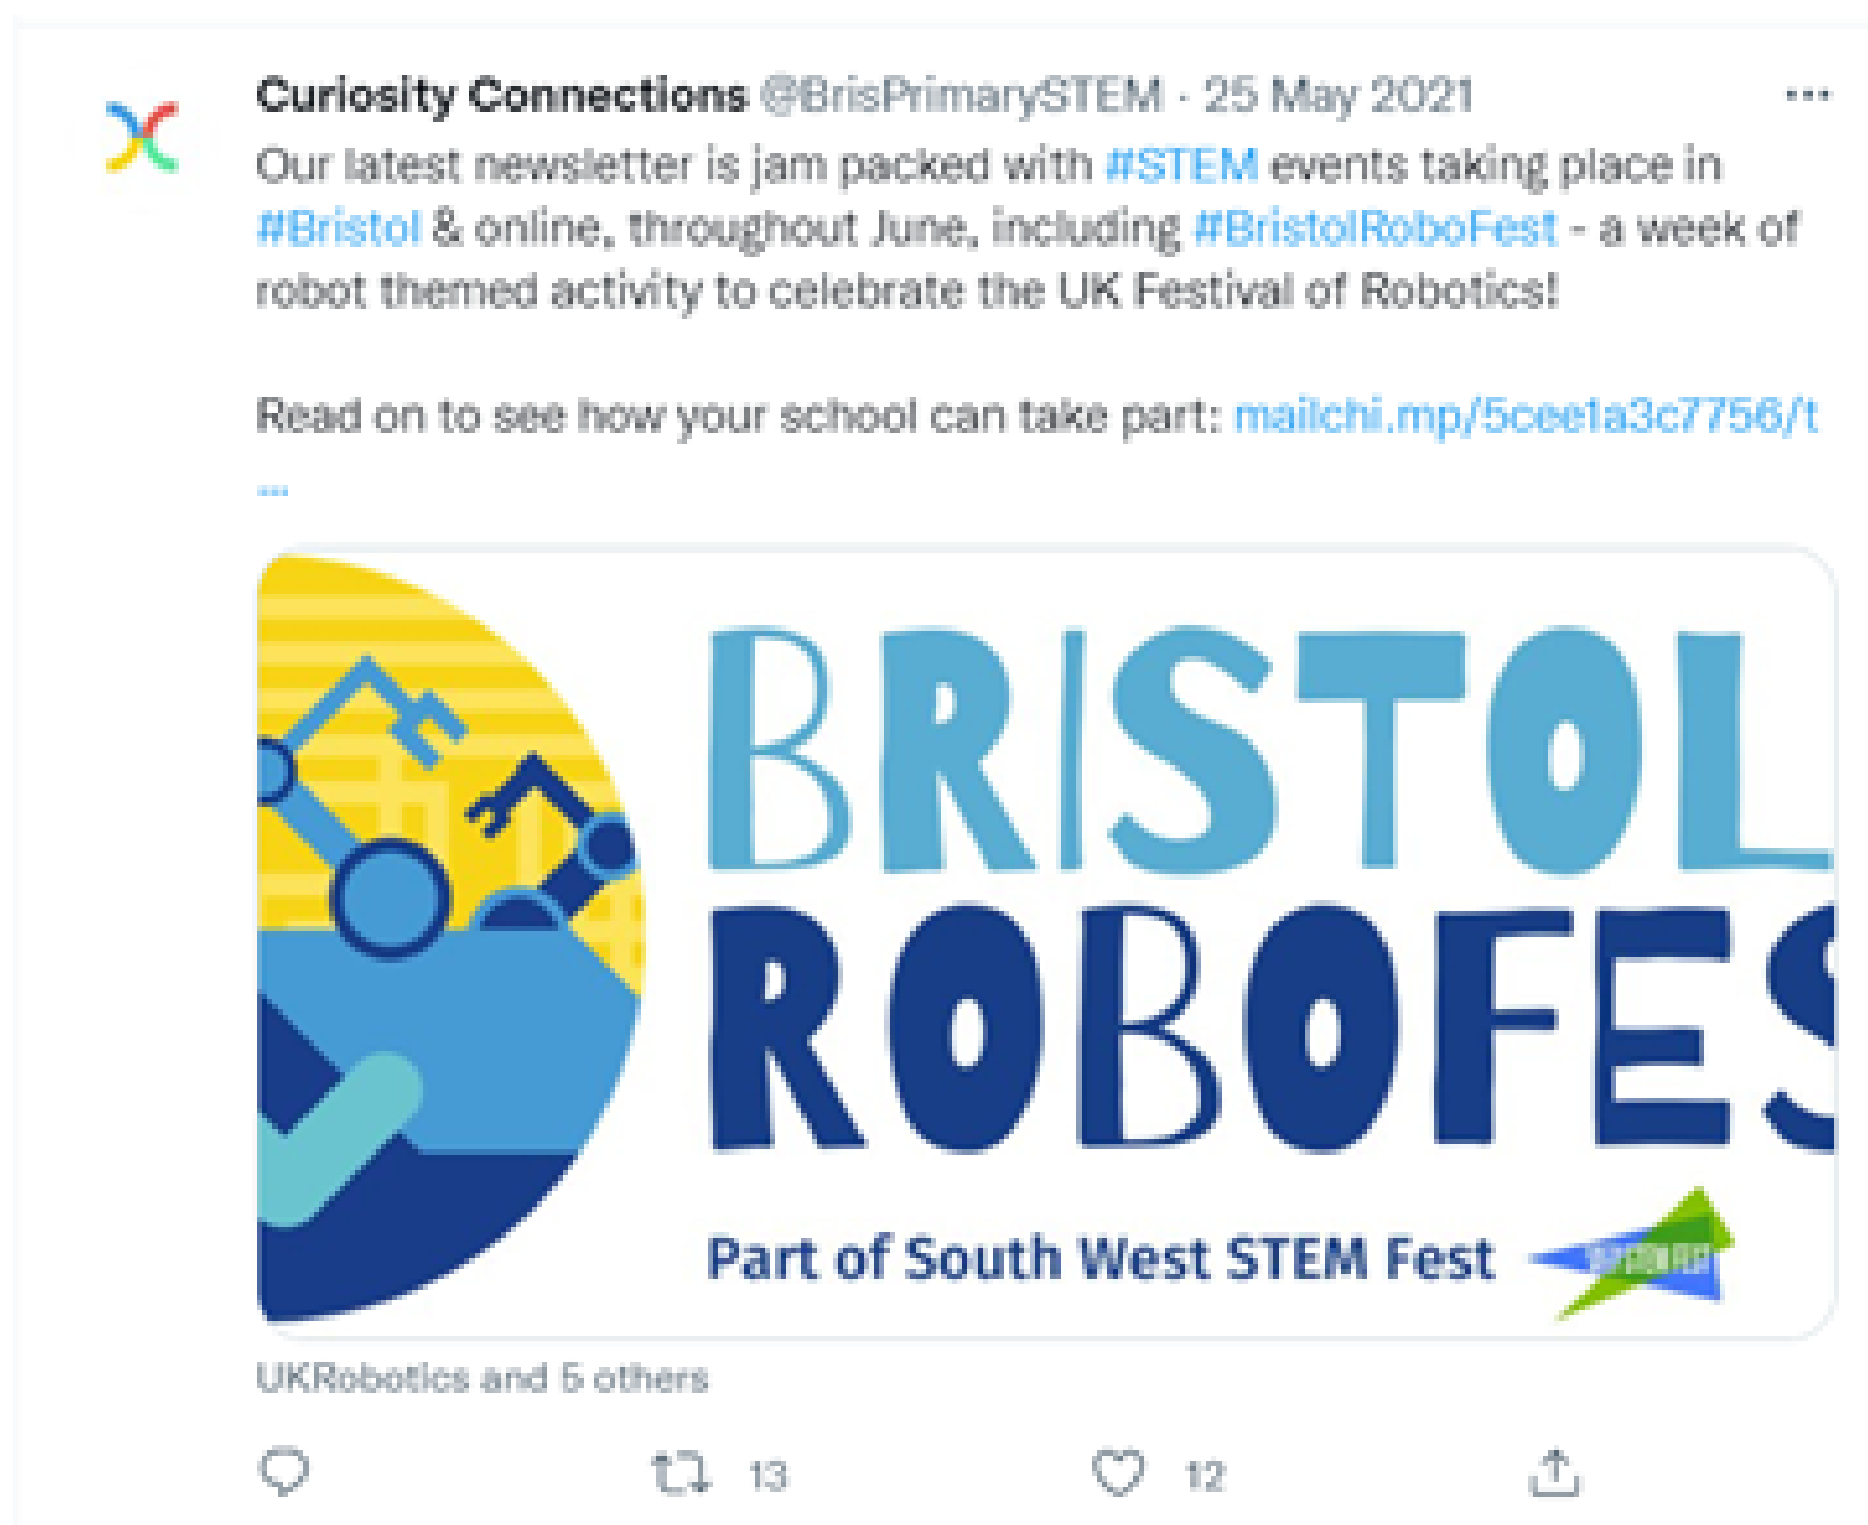 Curiosity Connections @BrisPrimarySTEM · 25 May 2021 ...
Our latest newsletter is jam packed with #STEM events taking place in
#Bristol & online, throughout June, including #BristolRoboFest - a week of
robot themed activity to celebrate the UK Festival of Robotics!
Read on to see how your school can take part: mailchi.mp/5cee1a3c7756/t
...
BRISTOL
ROBOFES
Part of South West STEM Fest
UKRobotics and 5 others
13 12